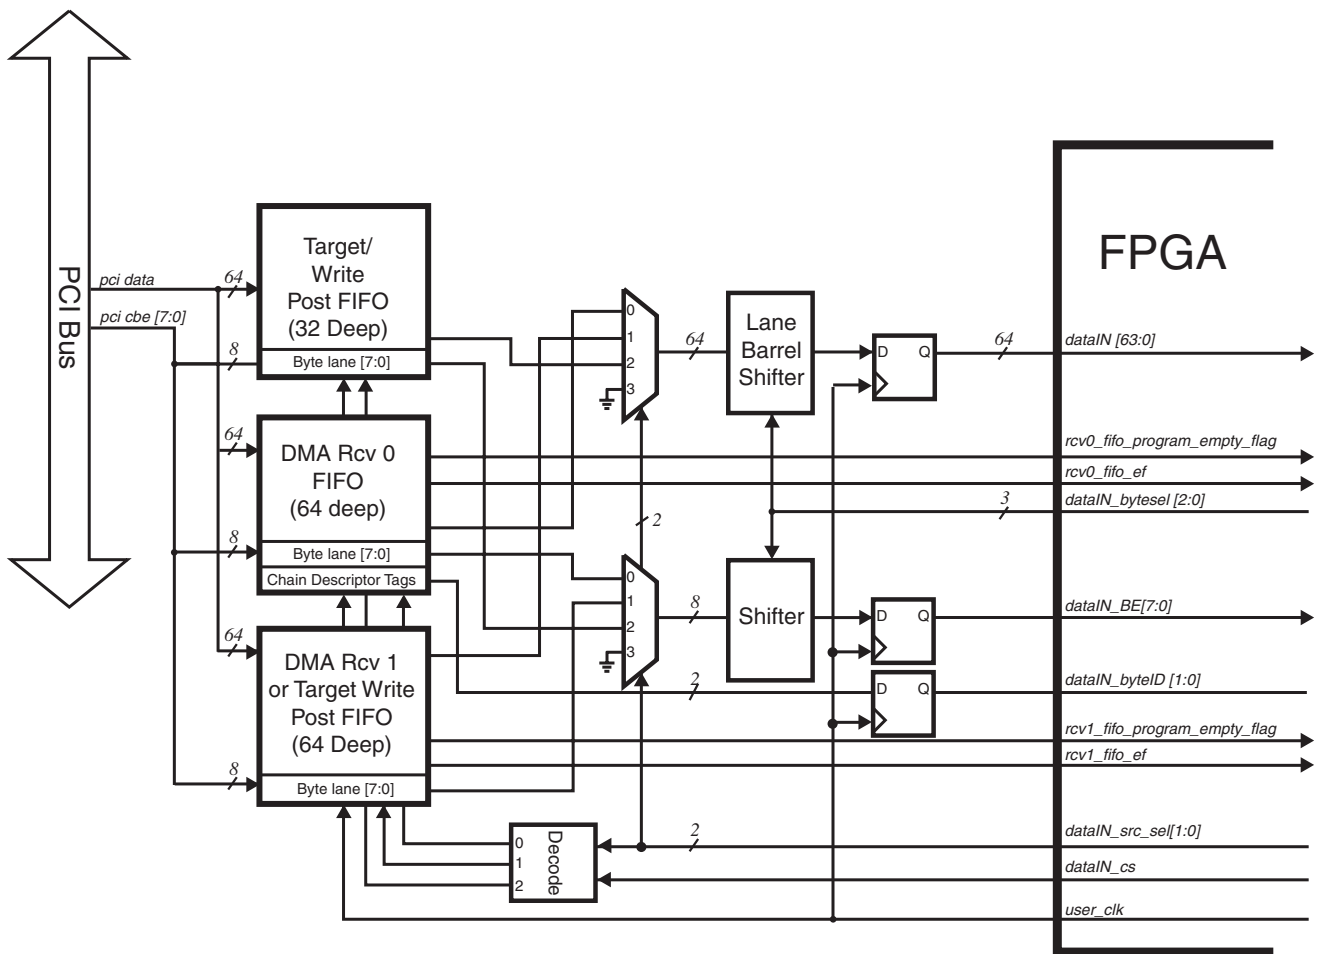 PCI Bus
pci data
pci cbe [7:0]
64
8
64
8
64
8
Target/
Write
Post FIFO
(32 Deep)
Byte lane [7:0]
DMA Rcv 0
FIFO
(64 deep)
Byte lane [7:0]
Chain Descriptor Tags
DMA Rcv 1
or Target Write
Post FIFO
(64 Deep)
Byte lane [7:0]
0
1
2
3
64
2
0
1
2
3
8
2
Lane
Barrel
Shifter
Shifter
D
Q
D
Q
D
Q
64
3
Decode
0
1
2
2
FPGA
dataIN [63:0]
rcv0_fifo_program_empty_flag
rcv0_fifo_ef
dataIN_bytesel [2:0]
dataIN_BE[7:0]
dataIN_byteID [1:0]
rcv1_fifo_program_empty_flag
rcv1_fifo_ef
dataIN_src_sel[1:0]
dataIN_cs
user_clk